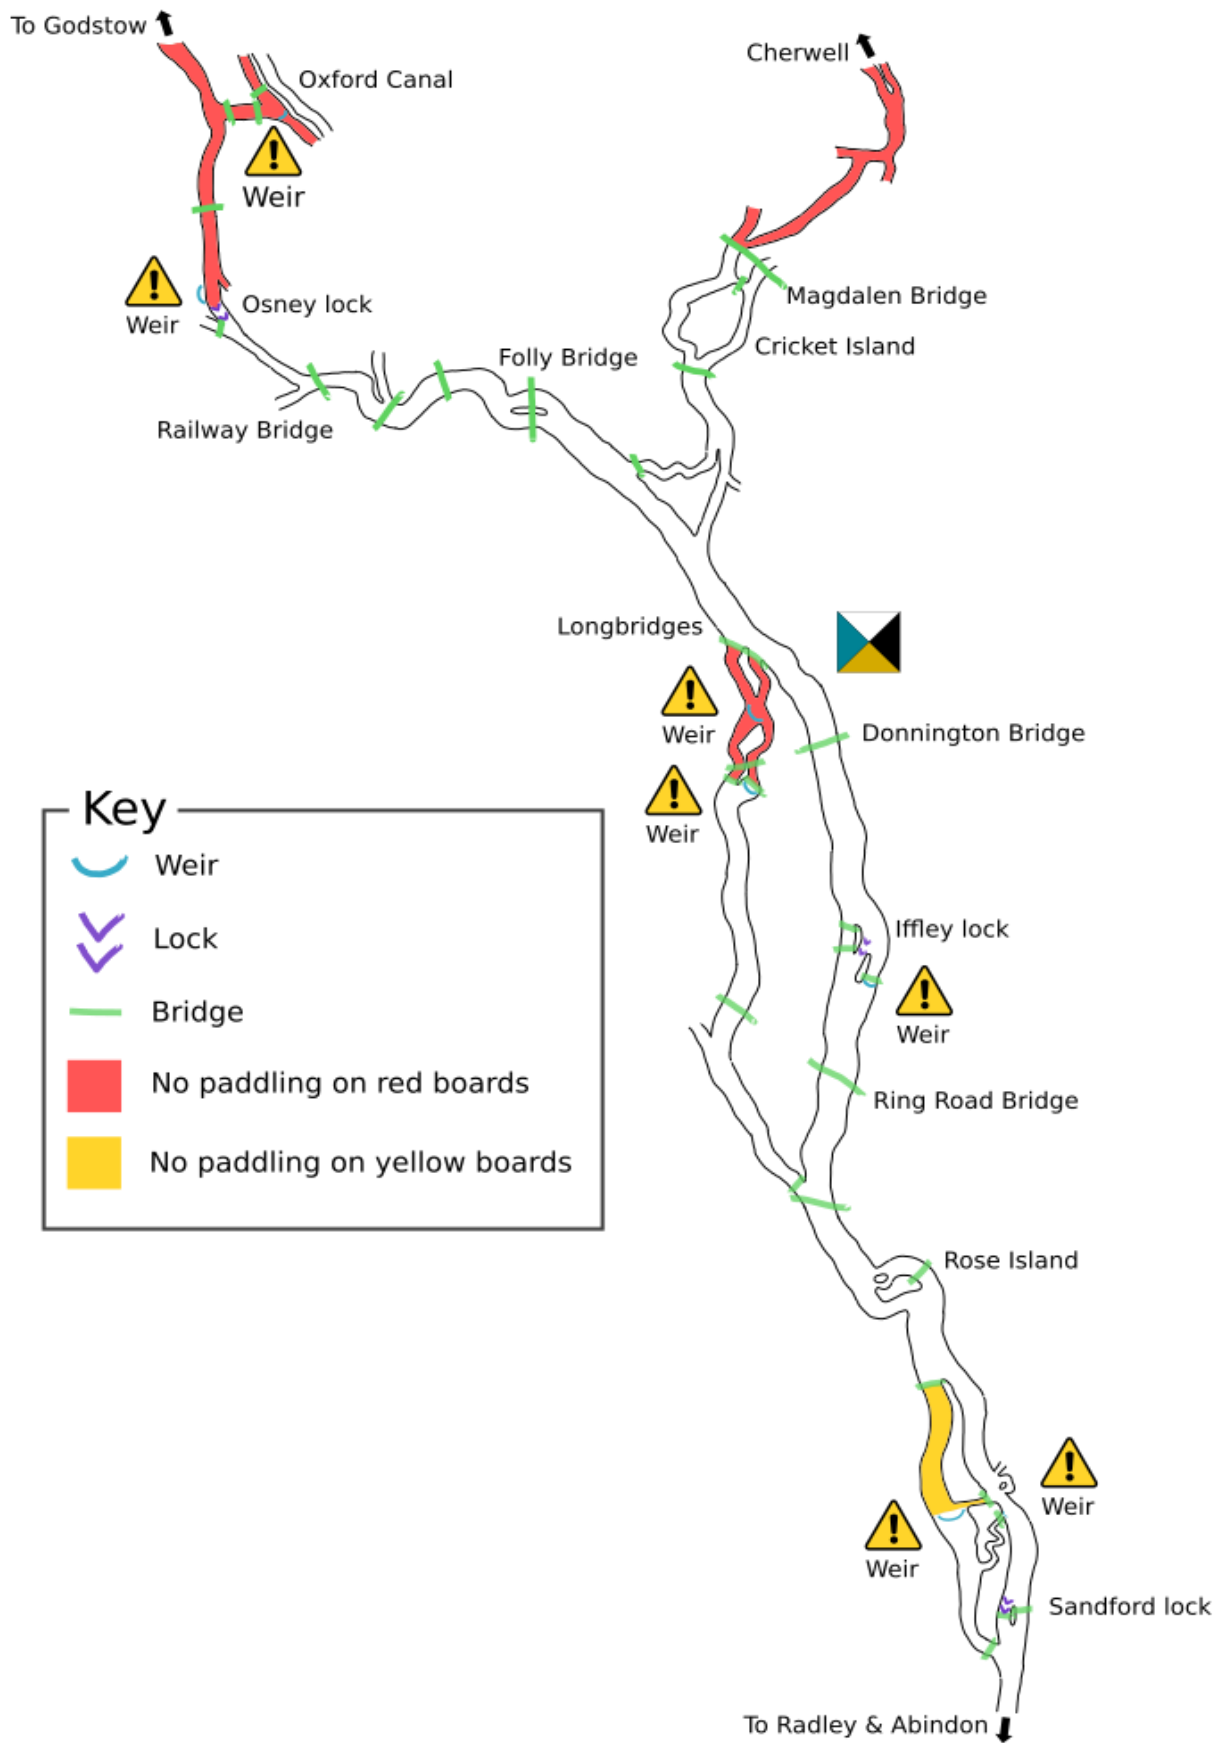 To Godstow
Cherwell
Oxford Canal
Weir
Magdalen Bridge
Osney lock
Weir
Cricket Island
Folly Bridge
Railway Bridge
Longbridges
Weir
Donnington Bridge
Weir
Key
Weir
Lock
Bridge
No paddling on red boards
No paddling on yellow boards
Iffley lock
Weir
Ring Road Bridge
Rose Island
Weir
Weir
Sandford lock
To Radley & Abindon